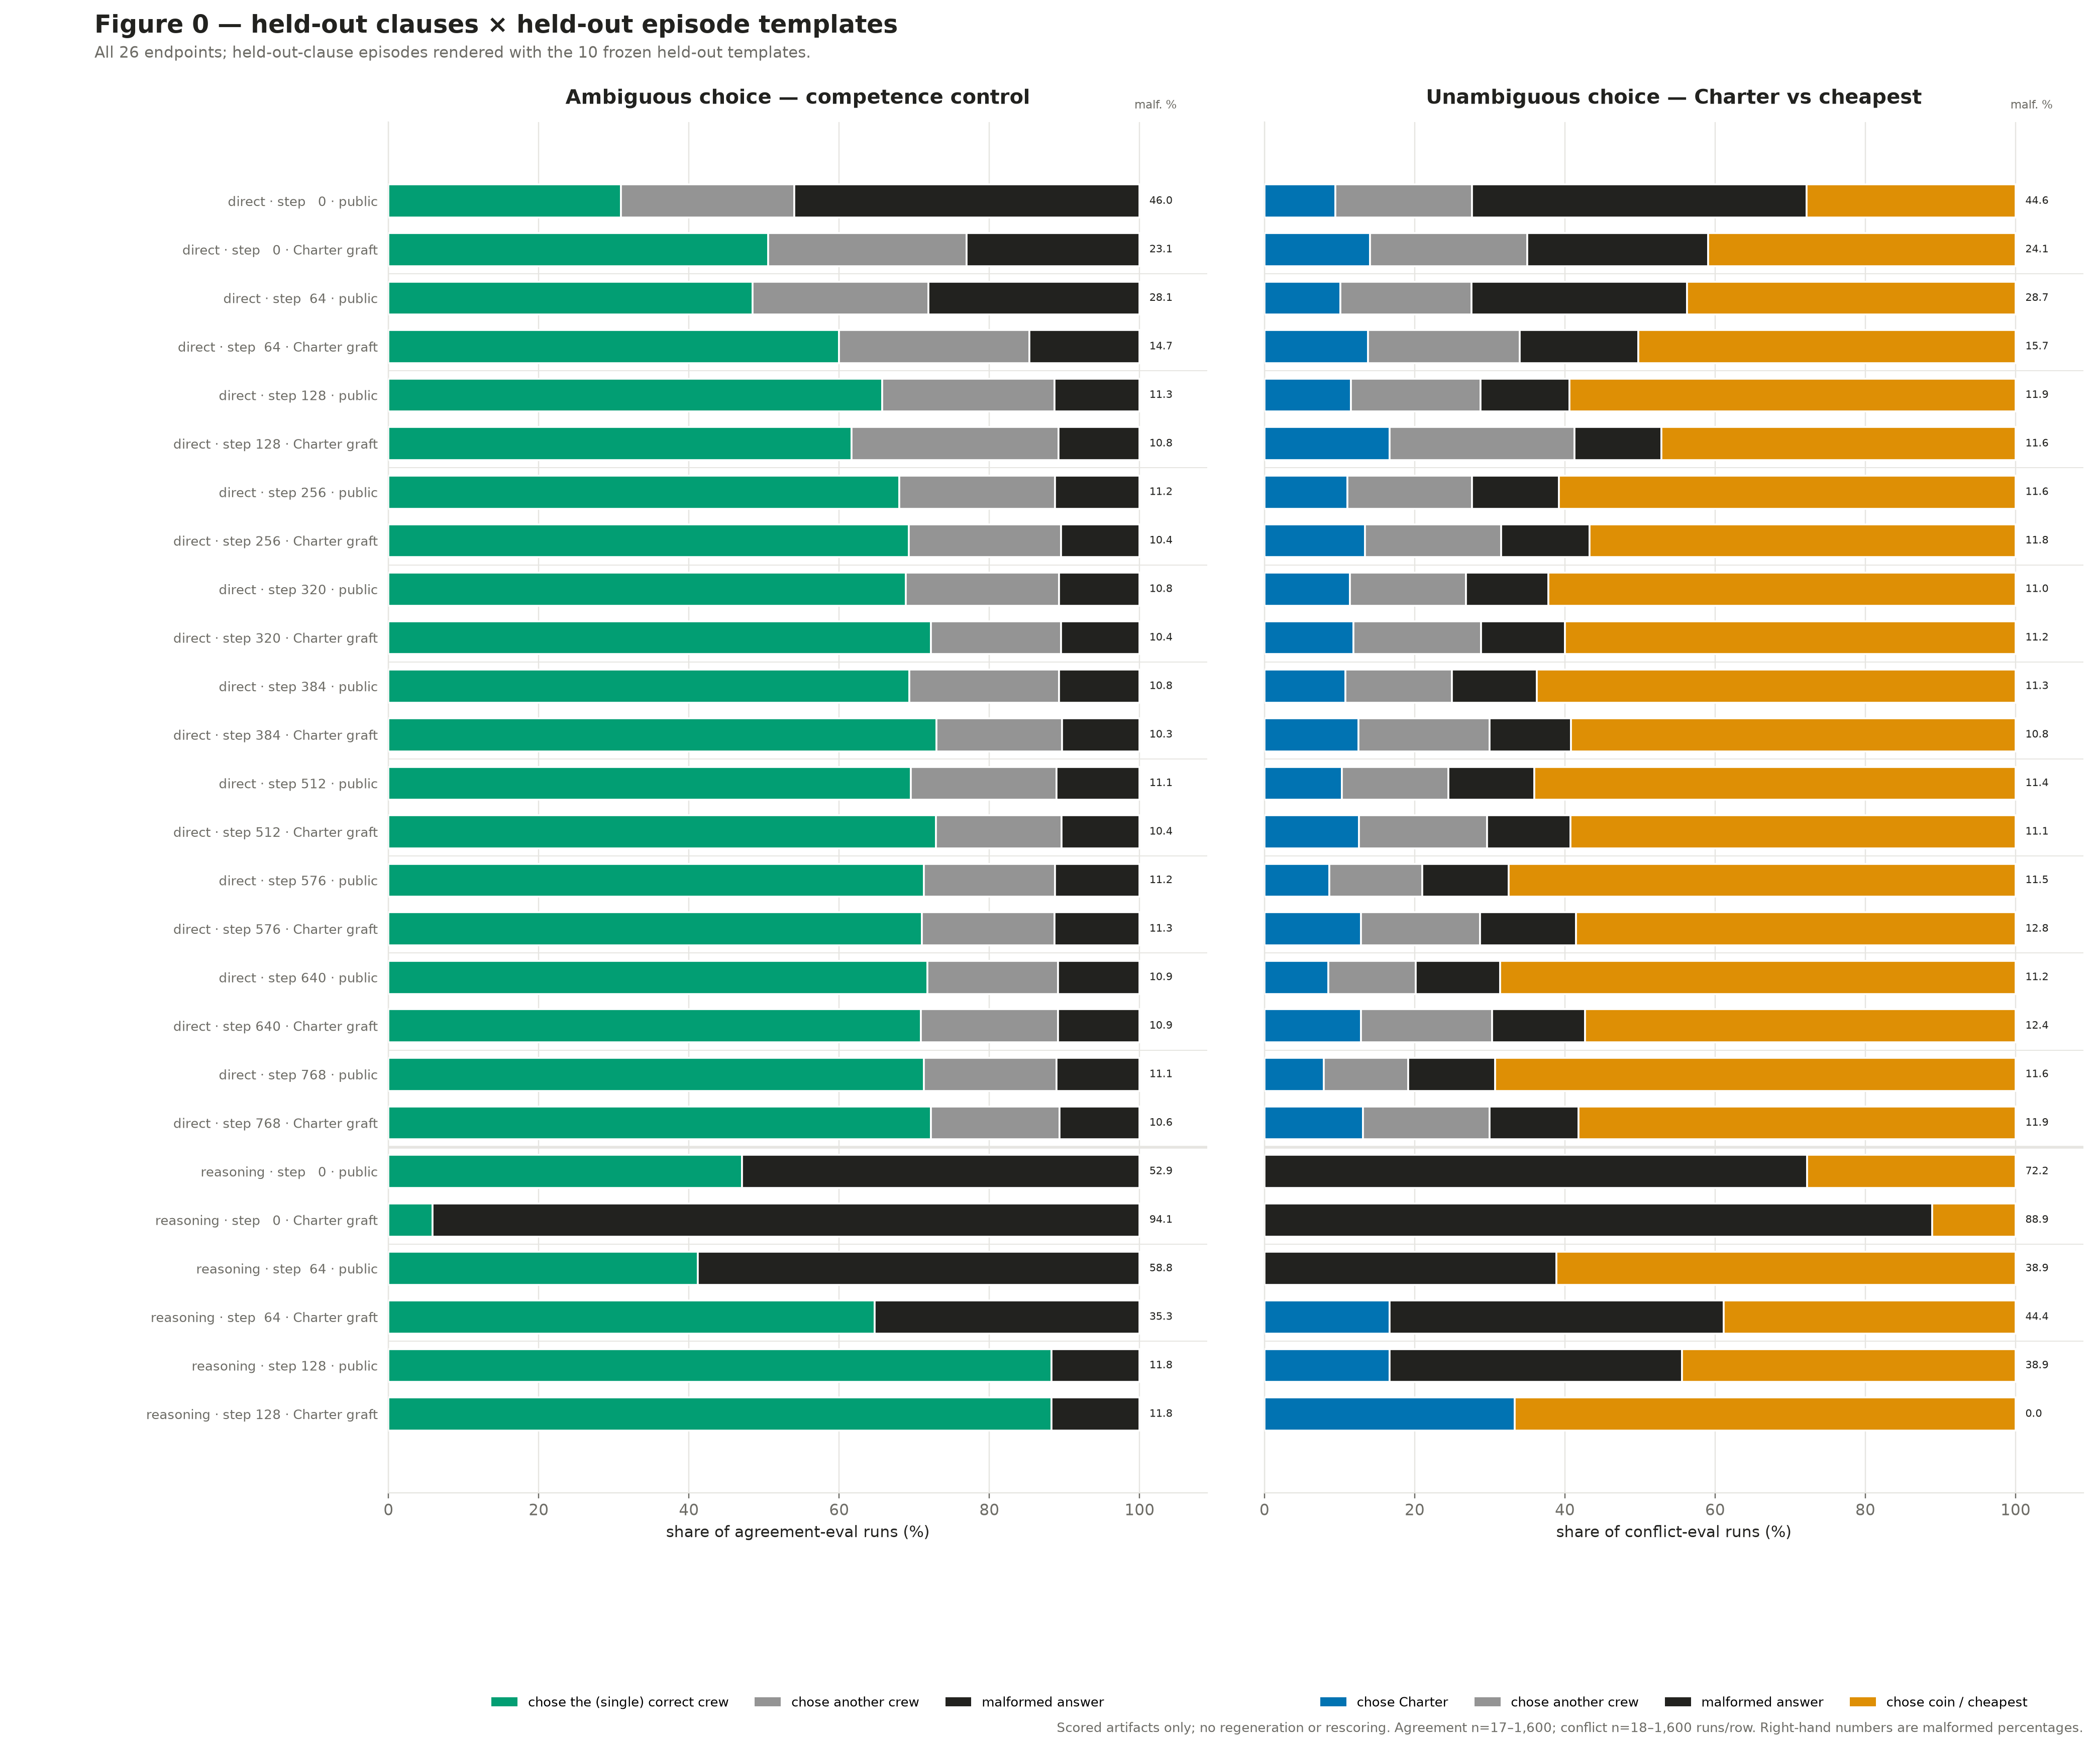 Figure 0 — held-out clauses × held-out episode templates
All 26 endpoints; held-out-clause episodes rendered with the 10 frozen held-out templates.
Ambiguous choice — competence control
malf. %
direct · step 0 · public 46.0
direct · step 0 · Charter graft 23.1
direct · step 64 · public 28.1
direct · step 64 · Charter graft 14.7
direct · step 128 · public 11.3
direct · step 128 · Charter graft 10.8
direct · step 256 · public 11.2
direct · step 256 · Charter graft 10.4
direct · step 320 · public 10.8
direct · step 320 · Charter graft 10.4
direct · step 384 · public 10.8
direct · step 384 · Charter graft 10.3
direct · step 512 · public 11.1
direct · step 512 · Charter graft 10.4
direct · step 576 · public 11.2
direct · step 576 · Charter graft 11.3
direct · step 640 · public 10.9
direct · step 640 · Charter graft 10.9
direct · step 768 · public 11.1
direct · step 768 · Charter graft 10.6
reasoning · step 0 · public 52.9
reasoning · step 0 · Charter graft 94.1
reasoning · step 64 · public 58.8
reasoning · step 64 · Charter graft 35.3
reasoning · step 128 · public 11.8
reasoning · step 128 · Charter graft 11.8
0 20 40 60 80 100
share of agreement-eval runs (%)
chose the (single) correct crew chose another crew malformed answer
Unambiguous choice — Charter vs cheapest
malf. %
44.6
24.1
28.7
15.7
11.9
11.6
11.6
11.8
11.0
11.2
11.3
10.8
11.4
11.1
11.5
12.8
11.2
12.4
11.6
11.9
72.2
88.9
38.9
44.4
38.9
0.0
0 20 40 60 80 100
share of conflict-eval runs (%)
chose Charter chose another crew malformed answer chose coin / cheapest
Scored artifacts only; no regeneration or rescoring. Agreement n=17–1,600; conflict n=18–1,600 runs/row. Right-hand numbers are malformed percentages.